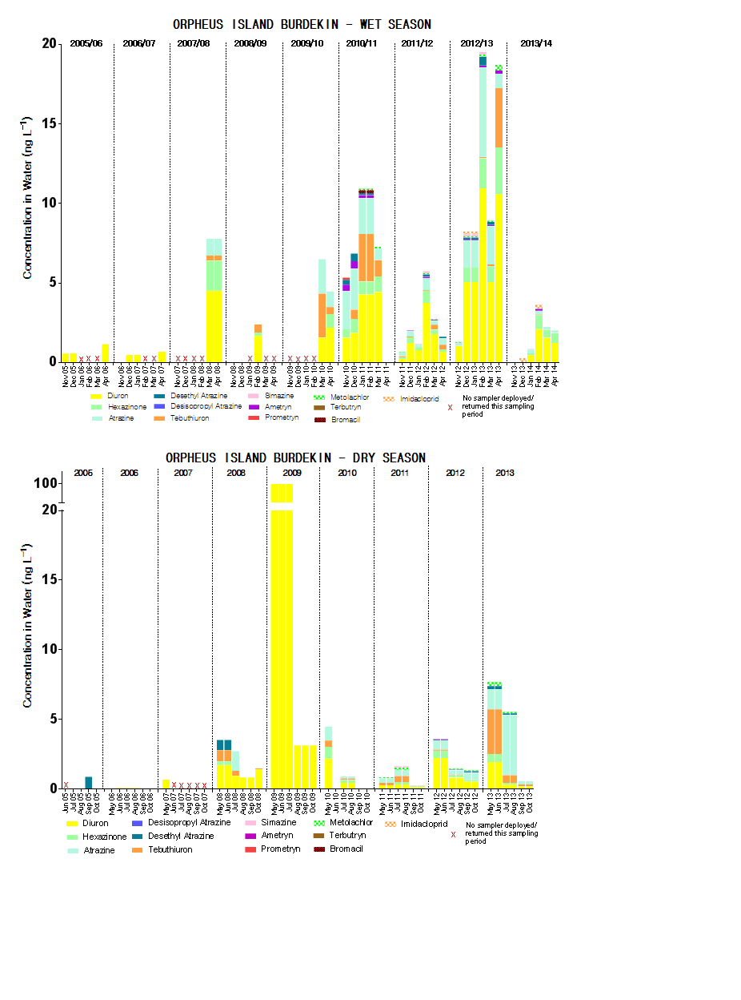 ORPHEUS ISLAND BURDEKIN - WET SEASON
2005/06 2006/07 2007/08 2008/09 2009/10 2010/11 2011/12 2012/13 2013/14
Concentration in Water (ng L⁻¹)
20
15
10
5
0
Nov 05 Dec 05 Jan 06 Feb 06 Mar 06 Apr 06 Nov 06 Dec 06 Jan 07 Feb 07 Mar 07 Apr 07 Nov 07 Dec 07 Jan 08 Feb 08 Mar 08 Apr 08 Nov 08 Dec 08 Jan 09 Feb 09 Mar 09 Apr 09 Nov 09 Dec 09 Jan 10 Feb 10 Mar 10 Apr 10 Nov 10 Dec 10 Jan 11 Feb 11 Mar 11 Apr 11 Nov 11 Dec 11 Jan 12 Feb 12 Mar 12 Apr 12 Nov 12 Dec 12 Jan 13 Feb 13 Mar 13 Apr 13 Nov 13 Dec 13 Jan 14 Feb 14 Mar 14 Apr 14
Diuron Desethyl Atrazine Simazine Metolachlor Imidacloprid No sampler deployed/
Hexazinone Desisopropyl Atrazine Ametryn Terbutryn X returned this sampling
Atrazine Tebuthiuron Prometryn Bromacil period
ORPHEUS ISLAND BURDEKIN - DRY SEASON
2005 2006 2007 2008 2009 2010 2011 2012 2013
Concentration in Water (ng L⁻¹)
100
20
15
10
5
0
Jun 05 Jul 05 Aug 05 Sep 05 Oct 05 May 06 Jun 06 Jul 06 Aug 06 Sep 06 Oct 06 May 07 Jun 07 Jul 07 Aug 07 Sep 07 Oct 07 May 08 Jun 08 Jul 08 Aug 08 Sep 08 Oct 08 May 09 Jun 09 Jul 09 Aug 09 Sep 09 Oct 09 May 10 Jun 10 Jul 10 Aug 10 Sep 10 Oct 10 May 11 Jun 11 Jul 11 Aug 11 Sep 11 Oct 11 May 12 Jun 12 Jul 12 Aug 12 Sep 12 Oct 12 May 13 Jun 13 Jul 13 Aug 13 Sep 13 Oct 13
Diuron Desisopropyl Atrazine Simazine Metolachlor Imidacloprid No sampler deployed/
Hexazinone Desethyl Atrazine Ametryn Terbutryn X returned this sampling
Atrazine Tebuthiuron Prometryn Bromacil period